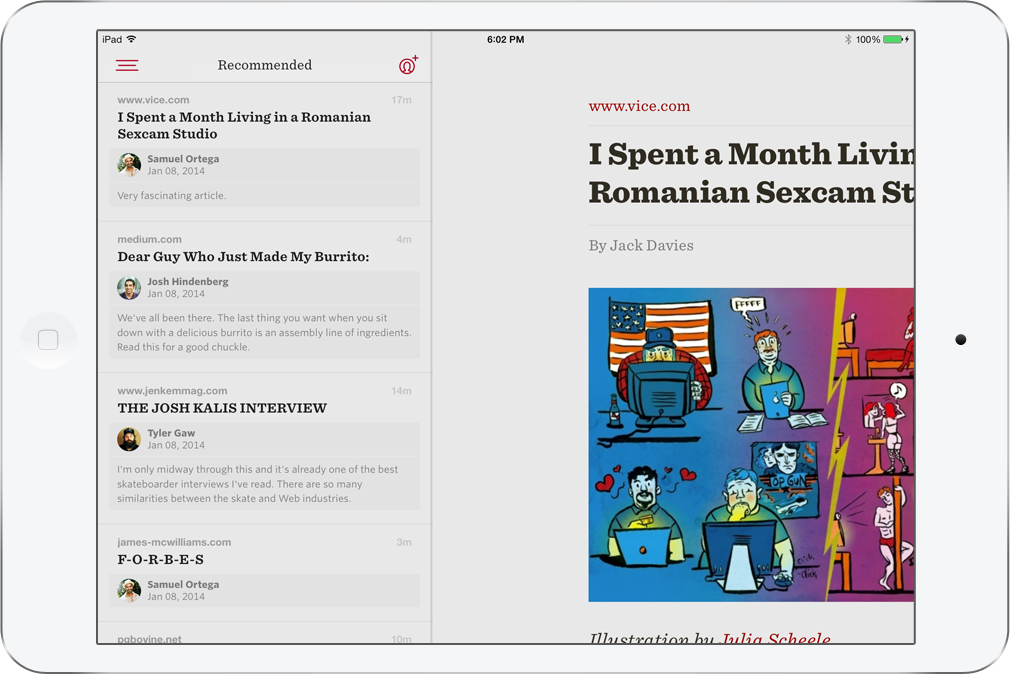 iPad
6:02 PM
100%
Recommended
www.vice.com
17m
I Spent a Month Living in a Romanian
Sexcam Studio
Samuel Ortega
Jan 08, 2014
Very fascinating article.
medium.com
4m
Dear Guy Who Just Made My Burrito:
Josh Hindenberg
Jan 08, 2014
We've all been there. The last thing you want when you sit
down with a delicious burrito is an assembly line of ingredients.
Read this for a good chuckle.
www.jenkemmag.com
14m
THE JOSH KALIS INTERVIEW
Tyler Gaw
Jan 08, 2014
I'm only midway through this and it's already one of the best
skateboarder interviews I've read. There are so many
similarities between the skate and Web industries.
james-mcwilliams.com
3m
F-O-R-B-E-S
Samuel Ortega
Jan 08, 2014
pgbovine.net
10m
www.vice.com
I Spent a Month Livin
Romanian Sexcam St
By Jack Davies
FFFFF
TOP GUN
click.
click
Illustration by Julia Scheele